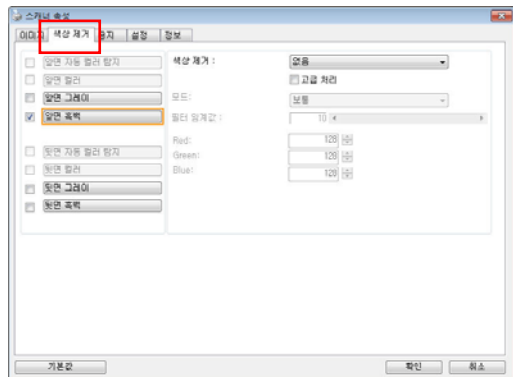 스캐너 속성
색상 제거 용지 설정 정보
앞면 자동 컬러 탐지
앞면 컬러
앞면 그레이
앞면 흑백
뒷면 자동 컬러 탐지
뒷면 컬러
뒷면 그레이
뒷면 흑백
색상 제거 : 없음
고급 처리
모드: 보통
필터 임계값 : 10
Red: 128
Green: 128
Blue: 128
기본값 확인 취소